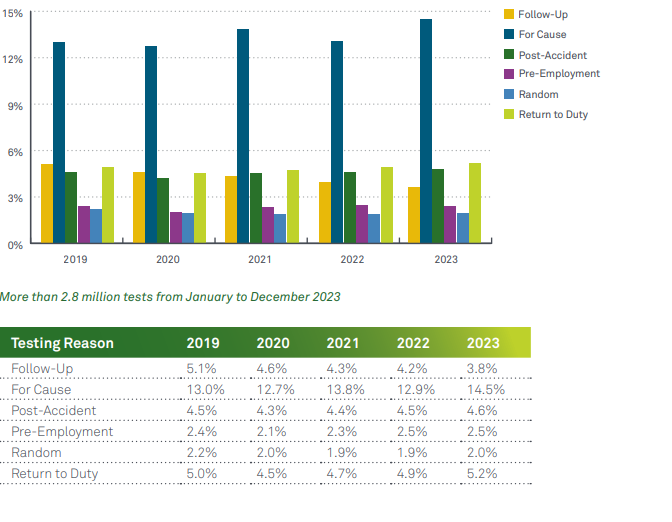 15%
12%
9%
6%
3%
0%
2019 2020 2021 2022 2023
Follow-Up
For Cause
Post-Accident
Pre-Employment
Random
Return to Duty
More than 2.8 million tests from January to December 2023
Testing Reason 2019 2020 2021 2022 2023
Follow-Up 5.1% 4.6% 4.3% 4.2% 3.8%
For Cause 13.0% 12.7% 13.8% 12.9% 14.5%
Post-Accident 4.5% 4.3% 4.4% 4.5% 4.6%
Pre-Employment 2.4% 2.1% 2.3% 2.5% 2.5%
Random 2.2% 2.0% 1.9% 1.9% 2.0%
Return to Duty 5.0% 4.5% 4.7% 4.9% 5.2%